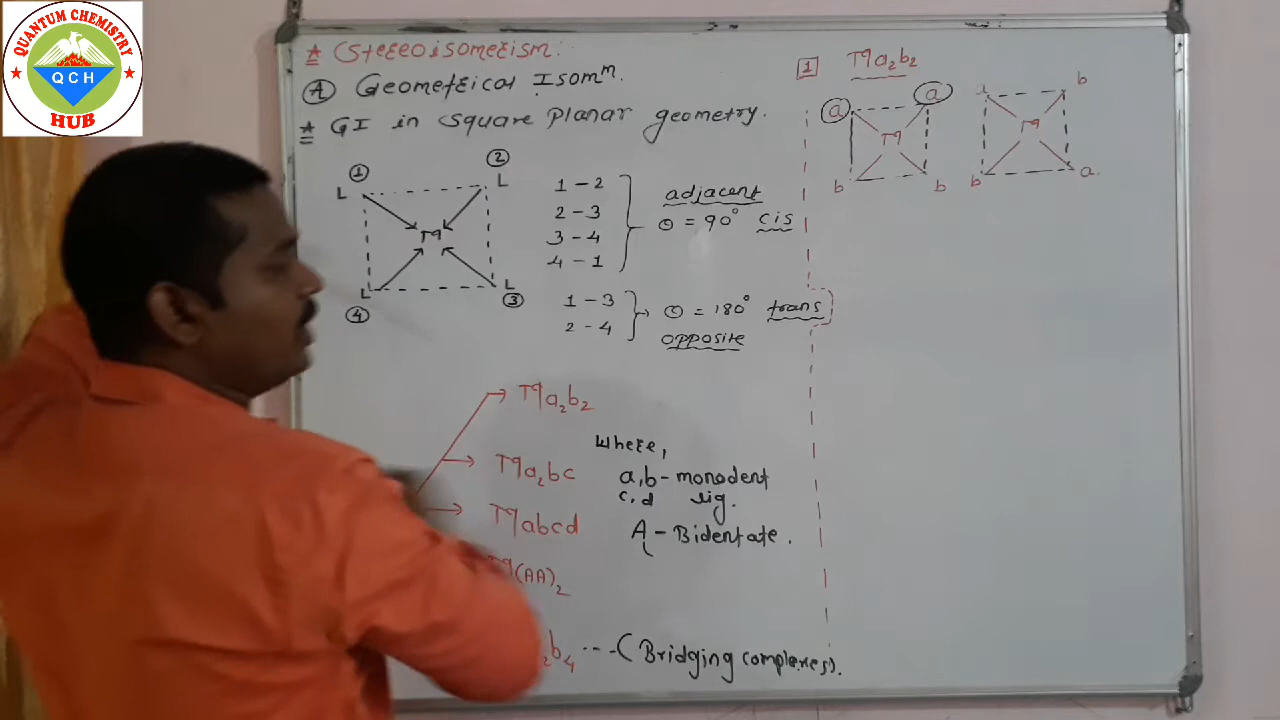 QUANTUM CHEMISTRY
QCH
HUB
* Stereoisomerism:
(A) Geometrical Isomm.
* GI in square planar geometry.
① ②
L L
M
L L
④ ③
1 - 2
2 - 3
3 - 4
4 - 1
adjacent
θ = 90° cis
1 - 3
2 - 4
θ = 180° trans
opposite
Ma₂b₂
Ma₂bc
Mabcd
M(AA)₂
₂b₄ ---(Bridging complexes).
Where,
a,b - monodent
c,d lig.
A - Bidentate.
1 Ma₂b₂
a a
M
b b
b
M
b a.